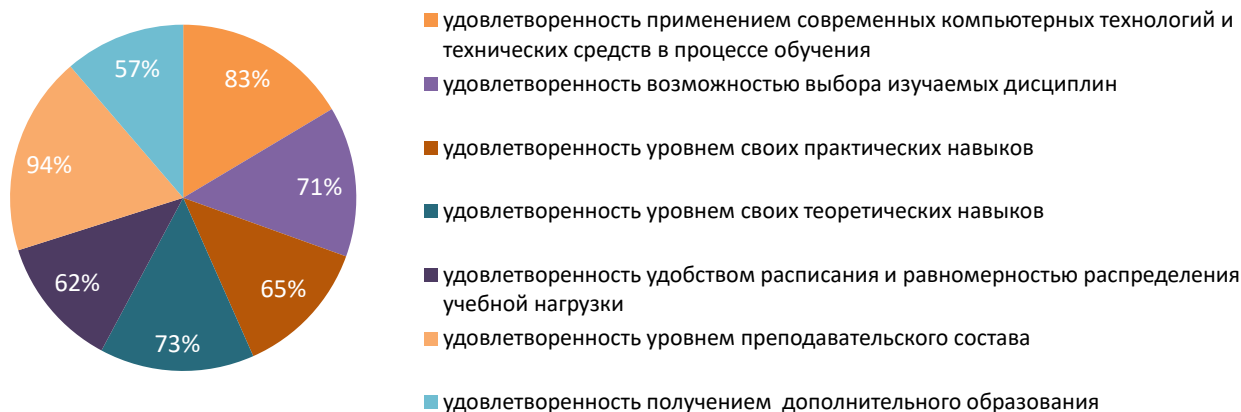 83%
71%
65%
73%
62%
94%
57%
удовлетворенность применением современных компьютерных технологий и
технических средств в процессе обучения
удовлетворенность возможностью выбора изучаемых дисциплин
удовлетворенность уровнем своих практических навыков
удовлетворенность уровнем своих теоретических навыков
удовлетворенность удобством расписания и равномерностью распределения
учебной нагрузки
удовлетворенность уровнем преподавательского состава
удовлетворенность получением дополнительного образования